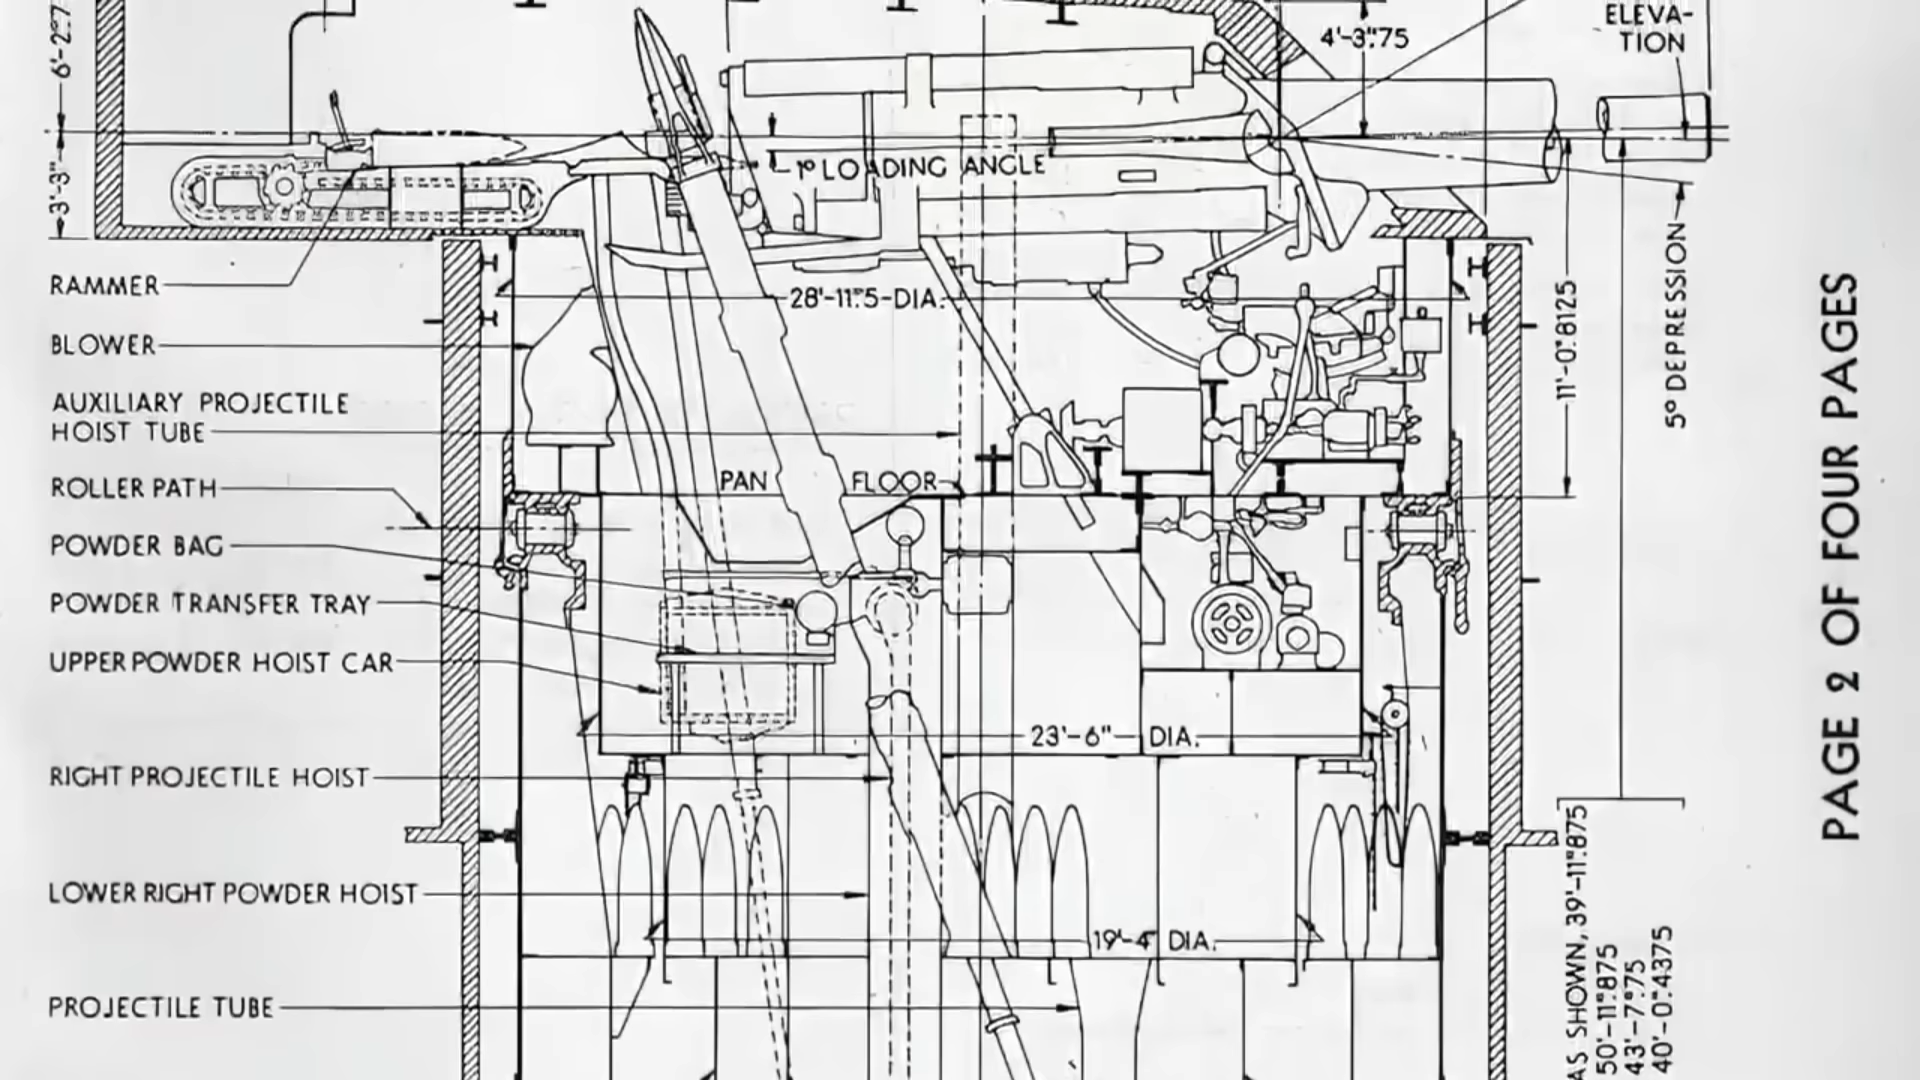 ELEVA-
TION
4'-3".75
6'-2".7
3'-3"
1° LOADING ANGLE
RAMMER
28'-11".5-DIA.
BLOWER
AUXILIARY PROJECTILE
HOIST TUBE
11'-0".8125
5° DEPRESSION
PAGE 2 OF FOUR PAGES
ROLLER PATH
PAN FLOOR
POWDER BAG
POWDER TRANSFER TRAY
UPPER POWDER HOIST CAR
23'-6" DIA.
RIGHT PROJECTILE HOIST
LOWER RIGHT POWDER HOIST
19'-4" DIA.
PROJECTILE TUBE
AS SHOWN, 39'-11".875
50'-11".875
43'-7".75
40'-0".4375